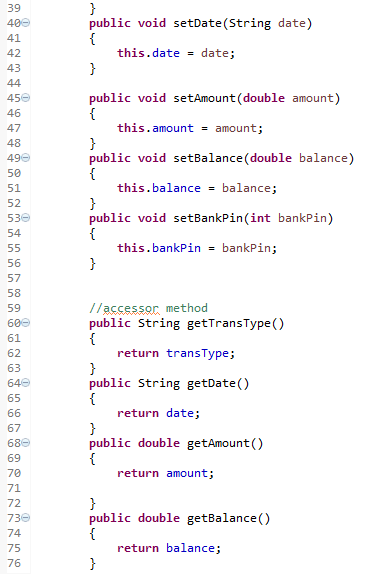 39 }
40 public void setDate(String date)
41 {
42 this.date = date;
43 }
44
45 public void setAmount(double amount)
46 {
47 this.amount = amount;
48 }
49 public void setBalance(double balance)
50 {
51 this.balance = balance;
52 }
53 public void setBankPin(int bankPin)
54 {
55 this.bankPin = bankPin;
56 }
57
58
59 //accessor method
60 public String getTransType()
61 {
62 return transType;
63 }
64 public String getDate()
65 {
66 return date;
67 }
68 public double getAmount()
69 {
70 return amount;
71
72 }
73 public double getBalance()
74 {
75 return balance;
76 }